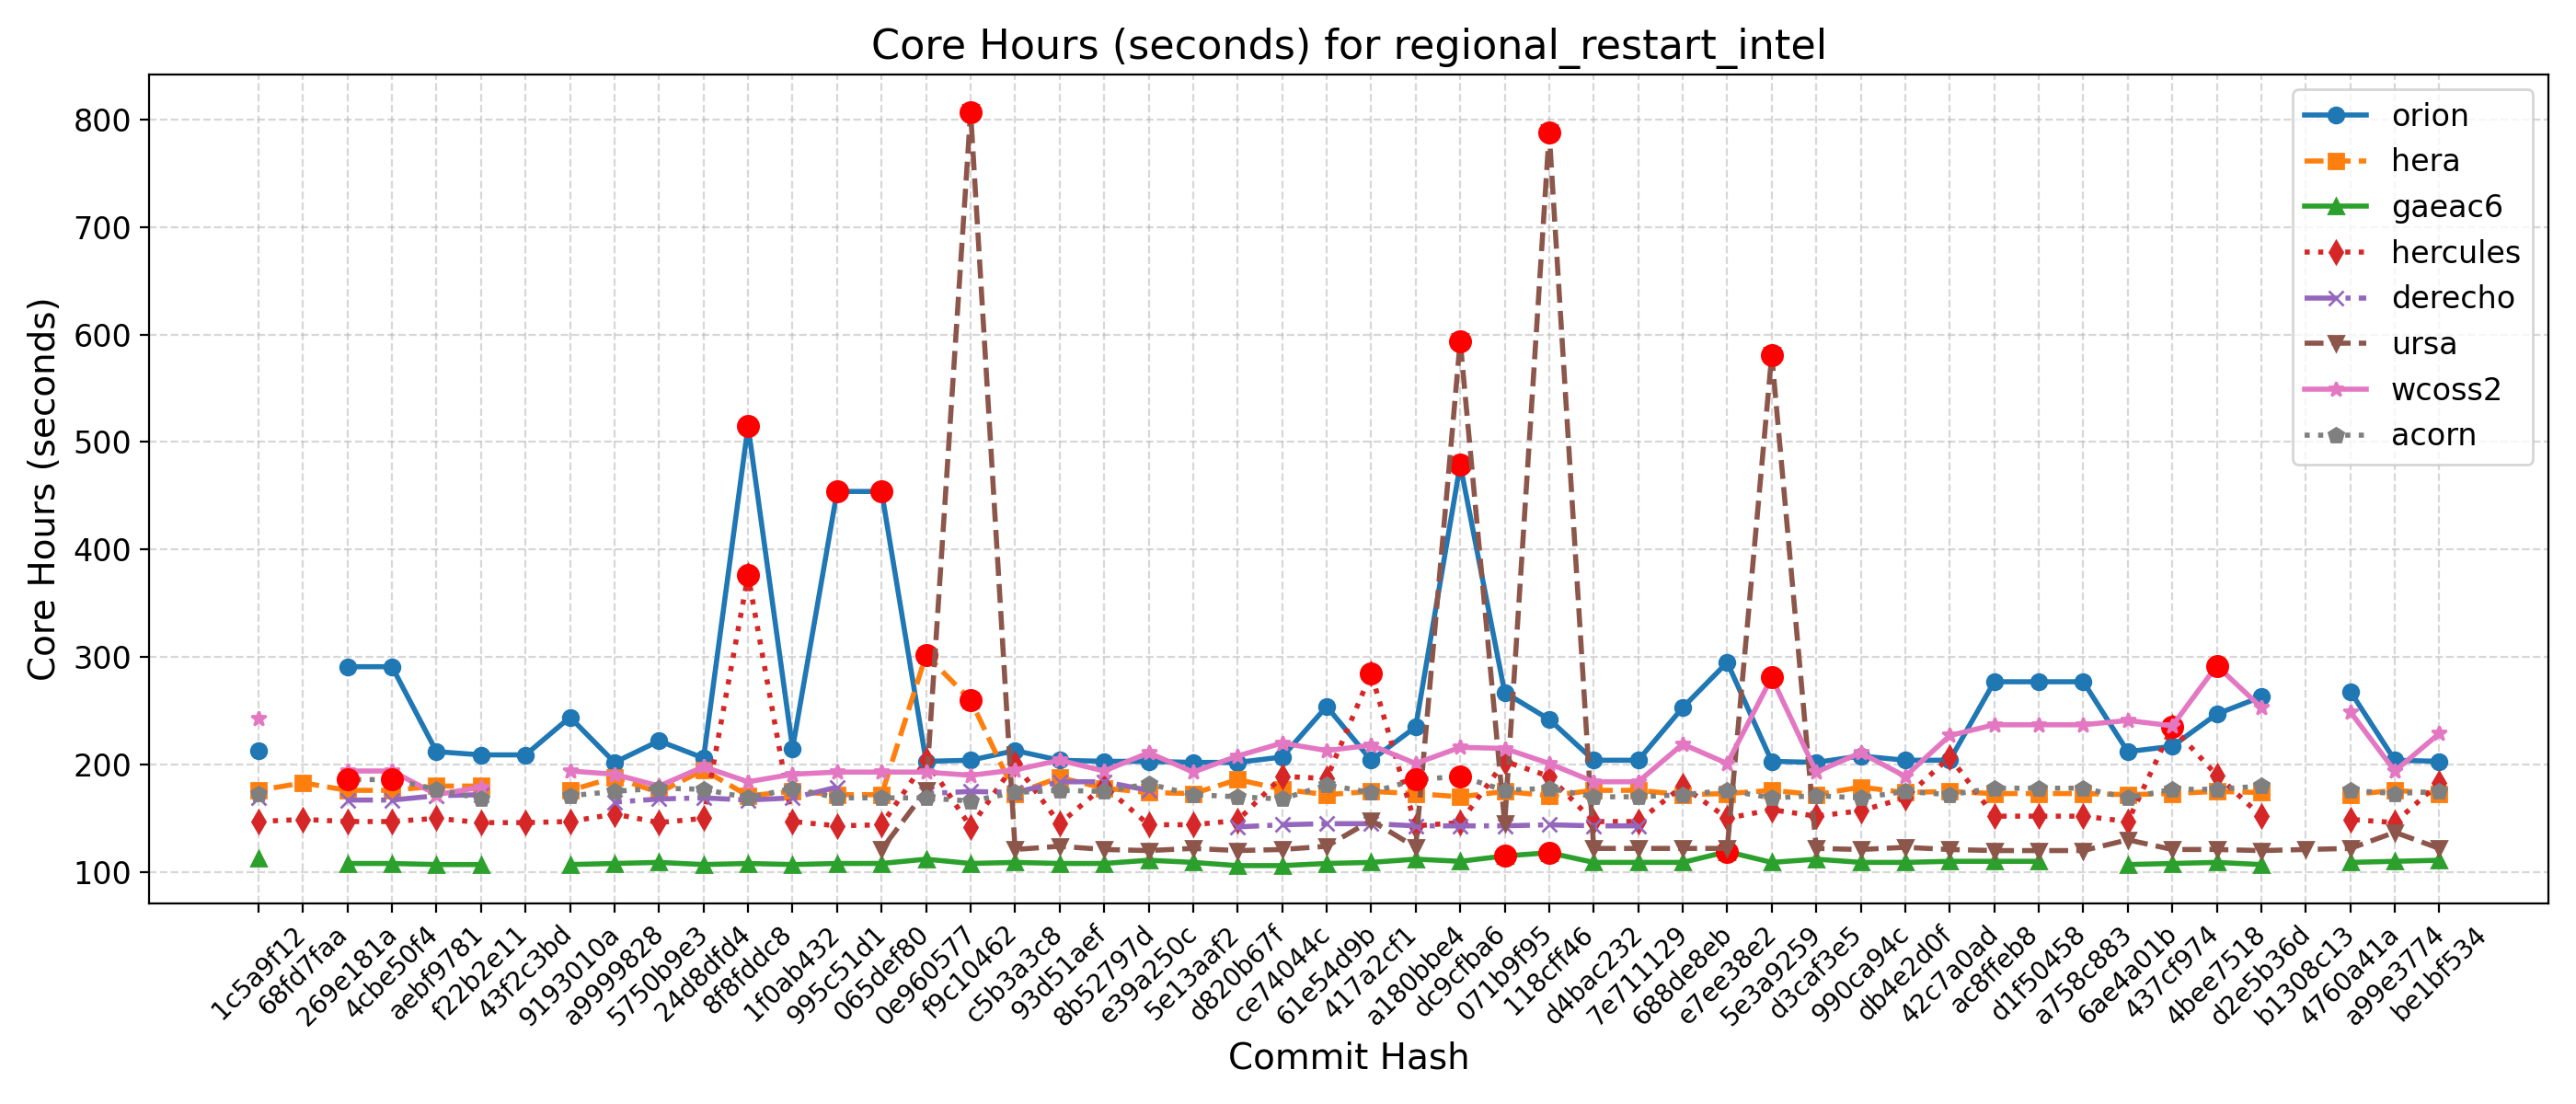 Core Hours (seconds) for regional_restart_intel
Core Hours (seconds)
800
700
600
500
400
300
200
100
orion
hera
gaeac6
hercules
derecho
ursa
wcoss2
acorn
1c5a9f12
68fd7faa
269e181a
4cbe50f4
aebf9781
f22b2e11
43f2c3bd
9193010a
a9999828
5750b9e3
24d8dfd4
8f8fddc8
1f0ab432
995c51d1
065def80
0e960577
f9c10462
c5b3a3c8
93d51aef
8b52797d
e39a250c
5e13aaf2
d820b67f
ce74044c
61e54d9b
417a2cf1
a180bbe4
dc9cfba6
071b9f95
118cff46
d4bac232
7e711129
688de8eb
e7ee38e2
5e3a9259
d3caf3e5
990ca94c
db4e2d0f
42c7a0ad
ac8ffeb8
d1f50458
a758c883
6ae4a01b
437cf974
4bee7518
d2e5b36d
b1308c13
4760a41a
a99e3774
be1bf534
Commit Hash